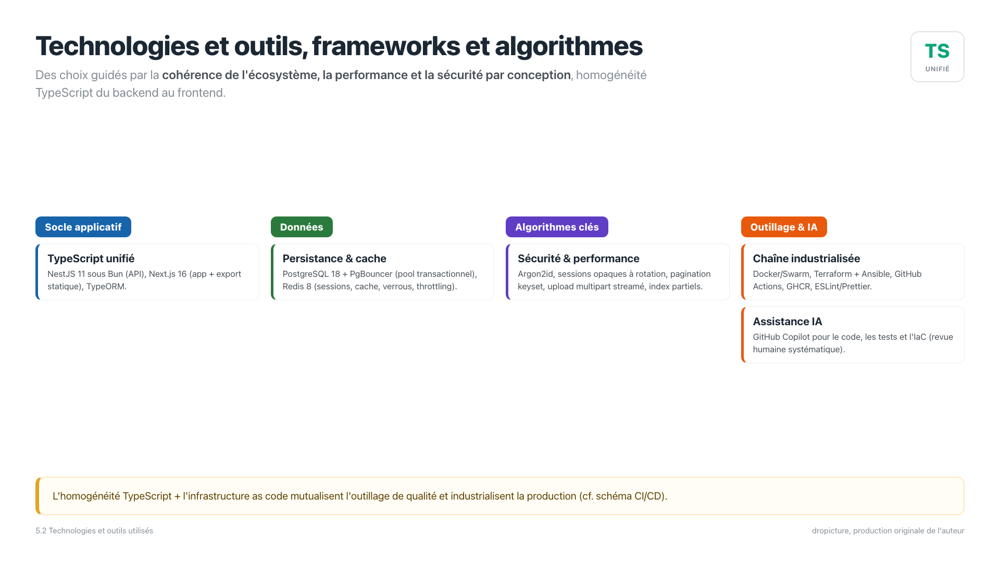 Technologies et outils, frameworks et algorithmes
TS
UNIFIÉ
Des choix guidés par la cohérence de l'écosystème, la performance et la sécurité par conception, homogénéité
TypeScript du backend au frontend.
Socle applicatif
TypeScript unifié
NestJS 11 sous Bun (API), Next.js 16 (app + export
statique), TypeORM.
Données
Persistance & cache
PostgreSQL 18 + PgBouncer (pool transactionnel),
Redis 8 (sessions, cache, verrous, throttling).
Algorithmes clés
Sécurité & performance
Argon2id, sessions opaques à rotation, pagination
keyset, upload multipart streamé, index partiels.
Outillage & IA
Chaîne industrialisée
Docker/Swarm, Terraform + Ansible, GitHub
Actions, GHCR, ESLint/Prettier.
Assistance IA
GitHub Copilot pour le code, les tests et l'IaC (revue
humaine systématique).
L'homogénéité TypeScript + l'infrastructure as code mutualisent l'outillage de qualité et industrialisent la production (cf. schéma CI/CD).
5.2 Technologies et outils utilisés
dropicture, production originale de l'auteur